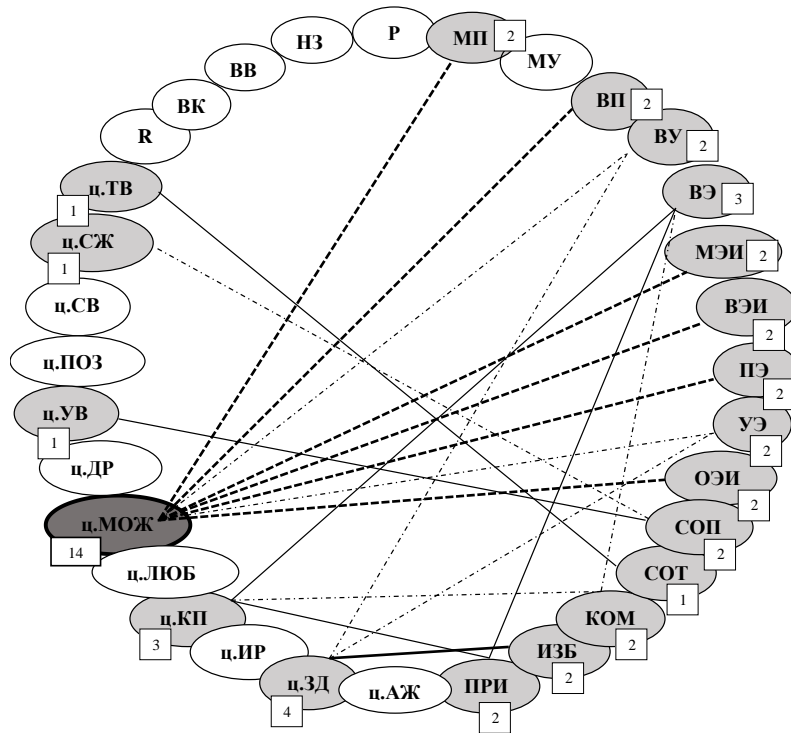 Р
МП
2
НЗ
МУ
ВВ
ВП
2
ВК
ВУ
2
R
ц.ТВ
1
ВЭ
3
ц.СЖ
1
МЭИ
2
ц.СВ
ВЭИ
2
ц.ПОЗ
ПЭ
2
ц.УВ
1
УЭ
2
ц.ДР
ОЭИ
2
ц.МОЖ
14
СОП
2
ц.ЛЮБ
СОТ
1
ц.КП
3
КОМ
2
ц.ИР
ИЗБ
2
ц.ЗД
4
ц.АЖ
ПРИ
2